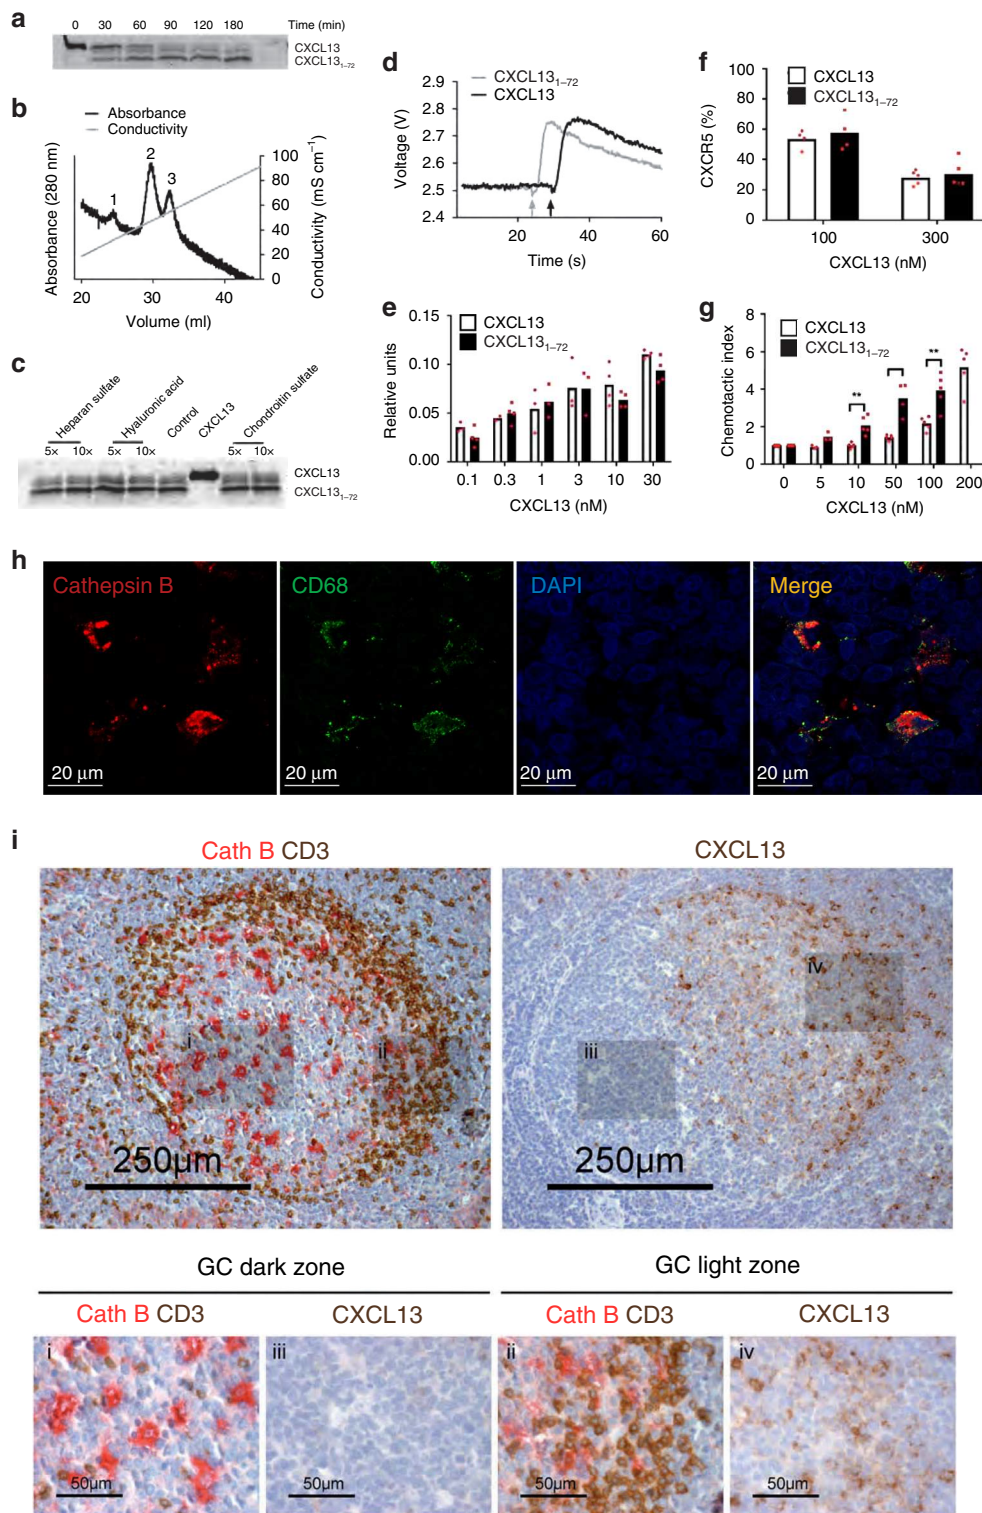 a
0 30 60 90 120 180 Time (min)
CXCL13
CXCL13₁₋₇₂
b
Absorbance
Conductivity
Absorbance (280 nm)
1 2 3
100
80
60
40
20
0
Conductivity (mS cm⁻¹)
20 30 40
Volume (ml)
c
Heparan sulfate
Hyaluronic acid
Control
CXCL13
Chondroitin sulfate
5× 10× 5× 10× 5× 10×
CXCL13
CXCL13₁₋₇₂
d
CXCL13₁₋₇₂
CXCL13
Voltage (V)
2.9
2.8
2.7
2.6
2.5
2.4
20 40 60
Time (s)
e
CXCL13
CXCL13₁₋₇₂
Relative units
0.15
0.10
0.05
0.00
0.1 0.3 1 3 10 30
CXCL13 (nM)
f
CXCL13
CXCL13₁₋₇₂
CXCR5 (%)
100
80
60
40
20
0
100 300
CXCL13 (nM)
g
CXCL13
CXCL13₁₋₇₂
Chemotactic index
8
6
4
2
0
** **
0 5 10 50 100 200
CXCL13 (nM)
h
Cathepsin B
20 µm
CD68
20 µm
DAPI
20 µm
Merge
20 µm
i
Cath B CD3
i
ii
250µm
CXCL13
iv
iii
250µm
GC dark zone
Cath B CD3
i
50µm
CXCL13
iii
50µm
GC light zone
Cath B CD3
ii
50µm
CXCL13
iv
50µm